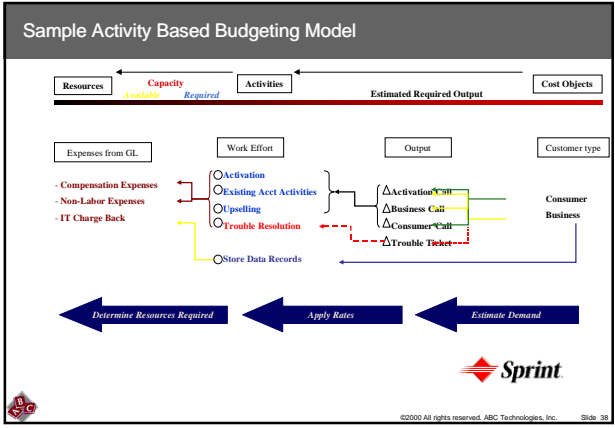 Sample Activity Based Budgeting Model
Resources
Capacity
Available Required
Activities
Estimated Required Output
Cost Objects
Expenses from GL
Work Effort
Output
Customer type
- Compensation Expenses
- Non-Labor Expenses
- IT Charge Back
Activation
Existing Acct Activities
Upselling
Trouble Resolution
Store Data Records
Activation Call
Business Call
Consumer Call
Trouble Ticket
Consumer
Business
Determine Resources Required
Apply Rates
Estimate Demand
Sprint
ABC
©2000 All rights reserved. ABC Technologies, Inc. Slide 38